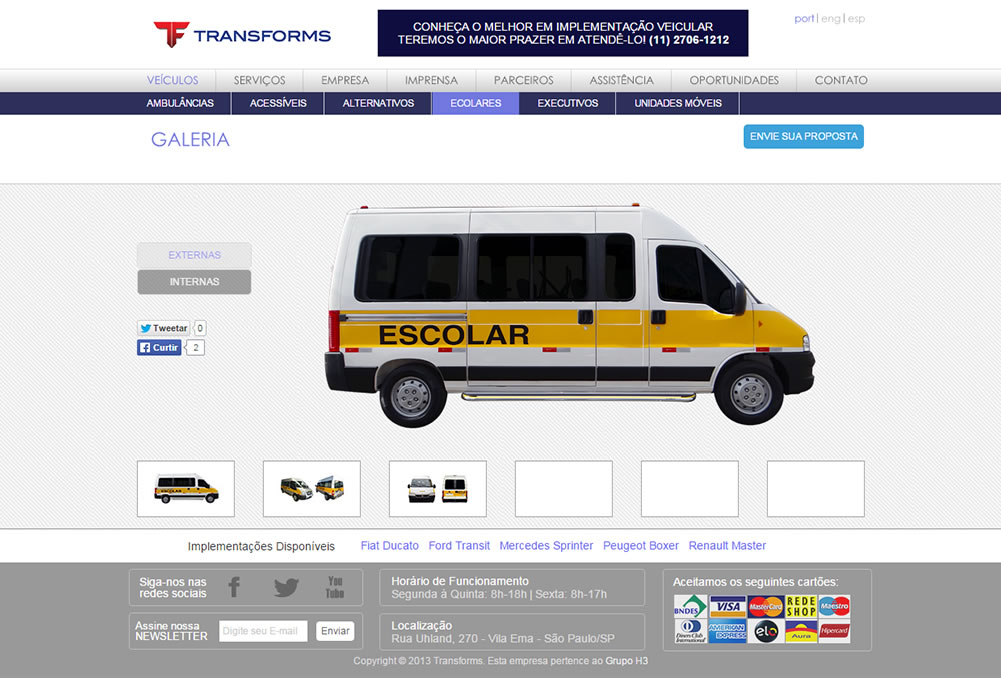 TRANSFORMS
CONHEÇA O MELHOR EM IMPLEMENTAÇÃO VEICULAR
TEREMOS O MAIOR PRAZER EM ATENDÊ-LO! (11) 2706-1212
port | eng | esp
VEÍCULOS SERVIÇOS EMPRESA IMPRENSA PARCEIROS ASSISTÊNCIA OPORTUNIDADES CONTATO
AMBULÂNCIAS ACESSÍVEIS ALTERNATIVOS ECOLARES EXECUTIVOS UNIDADES MÓVEIS
GALERIA
ENVIE SUA PROPOSTA
EXTERNAS
INTERNAS
Tweetar 0
Curtir 2
ESCOLAR
ESCOLAR
Implementações Disponíveis Fiat Ducato Ford Transit Mercedes Sprinter Peugeot Boxer Renault Master
Siga-nos nas
redes sociais
You
Tube
Assine nossa
NEWSLETTER
Digite seu E-mail
Enviar
Horário de Funcionamento
Segunda à Quinta: 8h-18h | Sexta: 8h-17h
Localização
Rua Uhland, 270 - Vila Ema - São Paulo/SP
Aceitamos os seguintes cartões:
BNDES VISA MasterCard REDE SHOP Maestro
Diners Club International AMERICAN EXPRESS elo Aura Hipercard
Copyright © 2013 Transforms. Esta empresa pertence ao Grupo H3